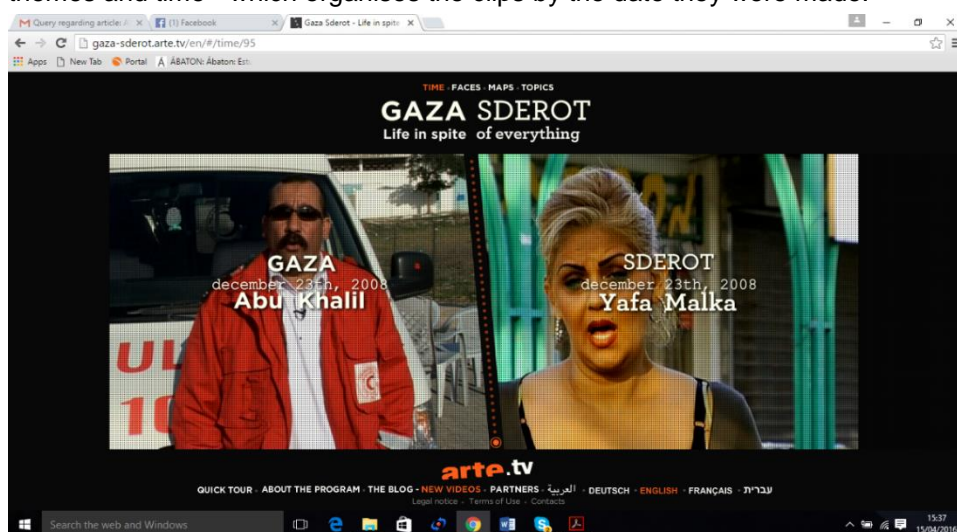 themes and time – which organises the clips by the date they were made.
Query regarding article: A
(1) Facebook
Gaza Sderot - Life in spite
gaza-sderot.arte.tv/en/#/time/95
Apps New Tab Portal ÁBATON: Ábaton: Est
TIME - FACES - MAPS - TOPICS
GAZA SDEROT
Life in spite of everything
GAZA
december 23th, 2008
Abu Khalil
SDEROT
december 23th, 2008
Yafa Malka
UL
10
arte.tv
QUICK TOUR - ABOUT THE PROGRAM - THE BLOG - NEW VIDEOS - PARTNERS - العربية - DEUTSCH - ENGLISH - FRANÇAIS - עברית
Legal notice - Terms of Use - Contacts
Search the web and Windows
15:37
15/04/2016